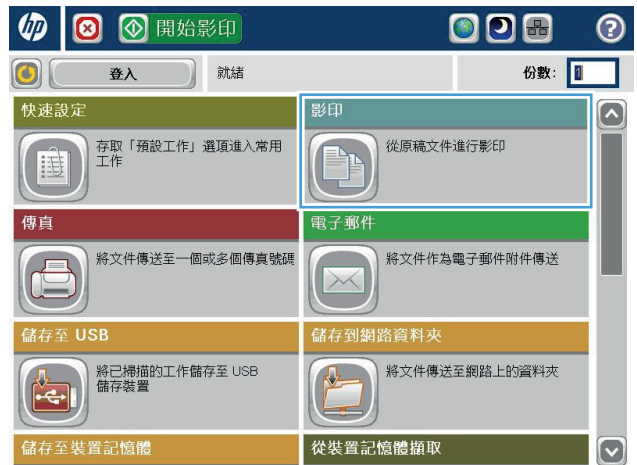 hp
開始影印
?
登入
就緒
份數: 1
快速設定
存取「預設工作」選項進入常用
工作
影印
從原稿文件進行影印
傳真
將文件傳送至一個或多個傳真號碼
電子郵件
將文件作為電子郵件附件傳送
儲存至 USB
將已掃描的工作儲存至 USB
儲存裝置
儲存到網路資料夾
將文件傳送至網路上的資料夾
儲存至裝置記憶體
從裝置記憶體擷取